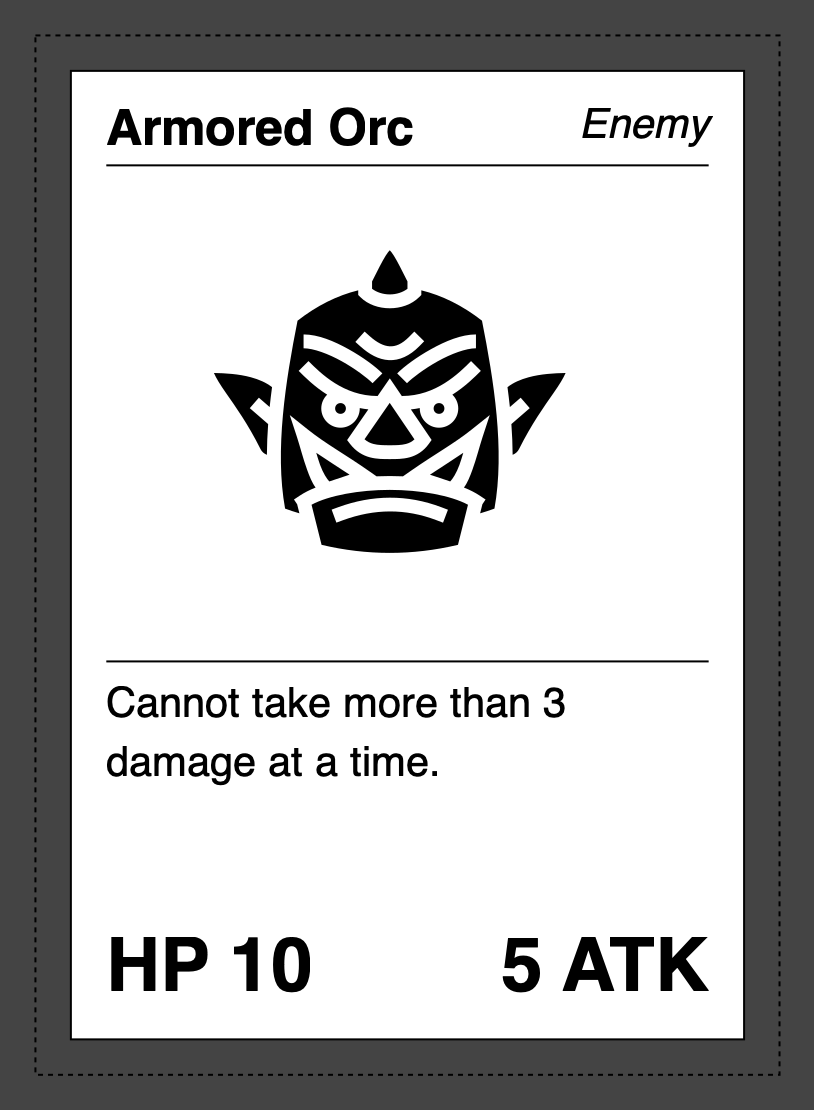 Armored Orc
Enemy
Cannot take more than 3
damage at a time.
HP 10
5 ATK